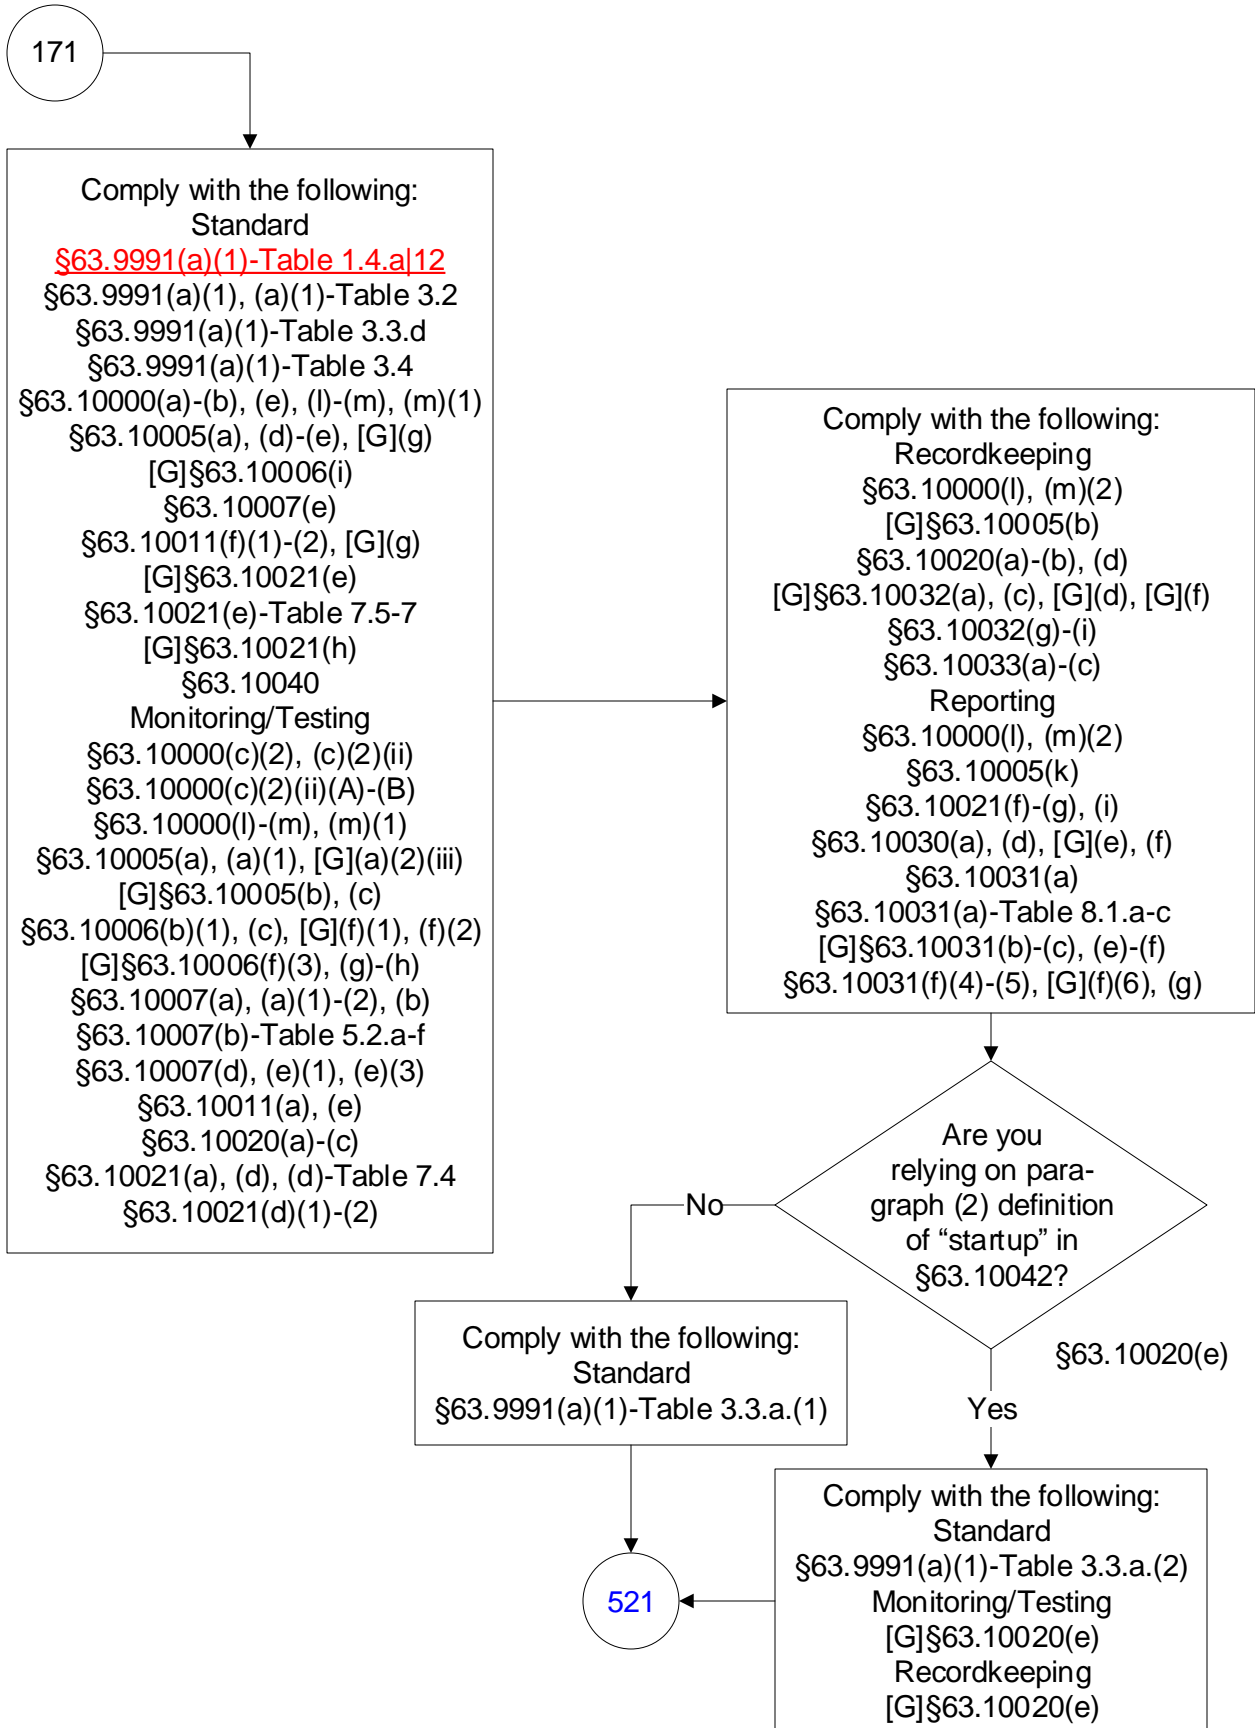 171
Comply with the following:
Standard
§63.9991(a)(1)-Table 1.4.a|12
§63.9991(a)(1), (a)(1)-Table 3.2
§63.9991(a)(1)-Table 3.3.d
§63.9991(a)(1)-Table 3.4
§63.10000(a)-(b), (e), (l)-(m), (m)(1)
§63.10005(a), (d)-(e), [G](g)
[G]§63.10006(i)
§63.10007(e)
§63.10011(f)(1)-(2), [G](g)
[G]§63.10021(e)
§63.10021(e)-Table 7.5-7
[G]§63.10021(h)
§63.10040
Monitoring/Testing
§63.10000(c)(2), (c)(2)(ii)
§63.10000(c)(2)(ii)(A)-(B)
§63.10000(l)-(m), (m)(1)
§63.10005(a), (a)(1), [G](a)(2)(iii)
[G]§63.10005(b), (c)
§63.10006(b)(1), (c), [G](f)(1), (f)(2)
[G]§63.10006(f)(3), (g)-(h)
§63.10007(a), (a)(1)-(2), (b)
§63.10007(b)-Table 5.2.a-f
§63.10007(d), (e)(1), (e)(3)
§63.10011(a), (e)
§63.10020(a)-(c)
§63.10021(a), (d), (d)-Table 7.4
§63.10021(d)(1)-(2)
Comply with the following:
Recordkeeping
§63.10000(l), (m)(2)
[G]§63.10005(b)
§63.10020(a)-(b), (d)
[G]§63.10032(a), (c), [G](d), [G](f)
§63.10032(g)-(i)
§63.10033(a)-(c)
Reporting
§63.10000(l), (m)(2)
§63.10005(k)
§63.10021(f)-(g), (i)
§63.10030(a), (d), [G](e), (f)
§63.10031(a)
§63.10031(a)-Table 8.1.a-c
[G]§63.10031(b)-(c), (e)-(f)
§63.10031(f)(4)-(5), [G](f)(6), (g)
Are you
relying on para-
graph (2) definition
of “startup” in
§63.10042?
§63.10020(e)
No
Comply with the following:
Standard
§63.9991(a)(1)-Table 3.3.a.(1)
Yes
Comply with the following:
Standard
§63.9991(a)(1)-Table 3.3.a.(2)
Monitoring/Testing
[G]§63.10020(e)
Recordkeeping
[G]§63.10020(e)
521